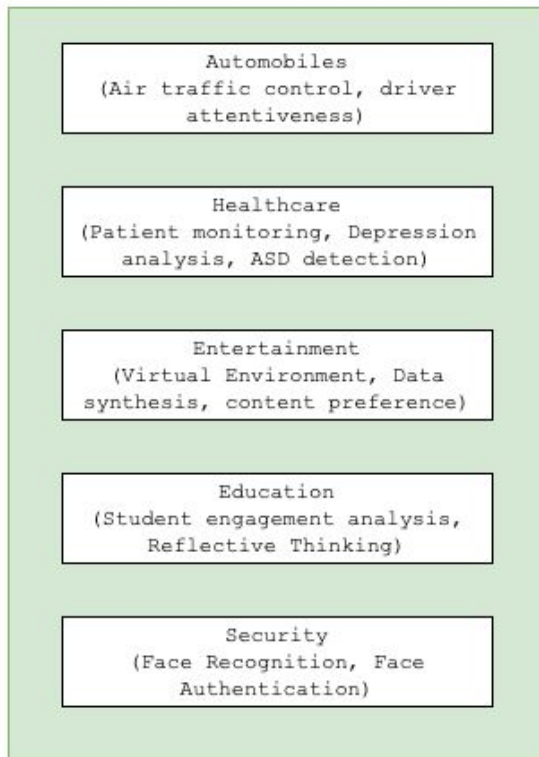 Automobiles
(Air traffic control, driver
attentiveness)
Healthcare
(Patient monitoring, Depression
analysis, ASD detection)
Entertainment
(Virtual Environment, Data
synthesis, content preference)
Education
(Student engagement analysis,
Reflective Thinking)
Security
(Face Recognition, Face
Authentication)